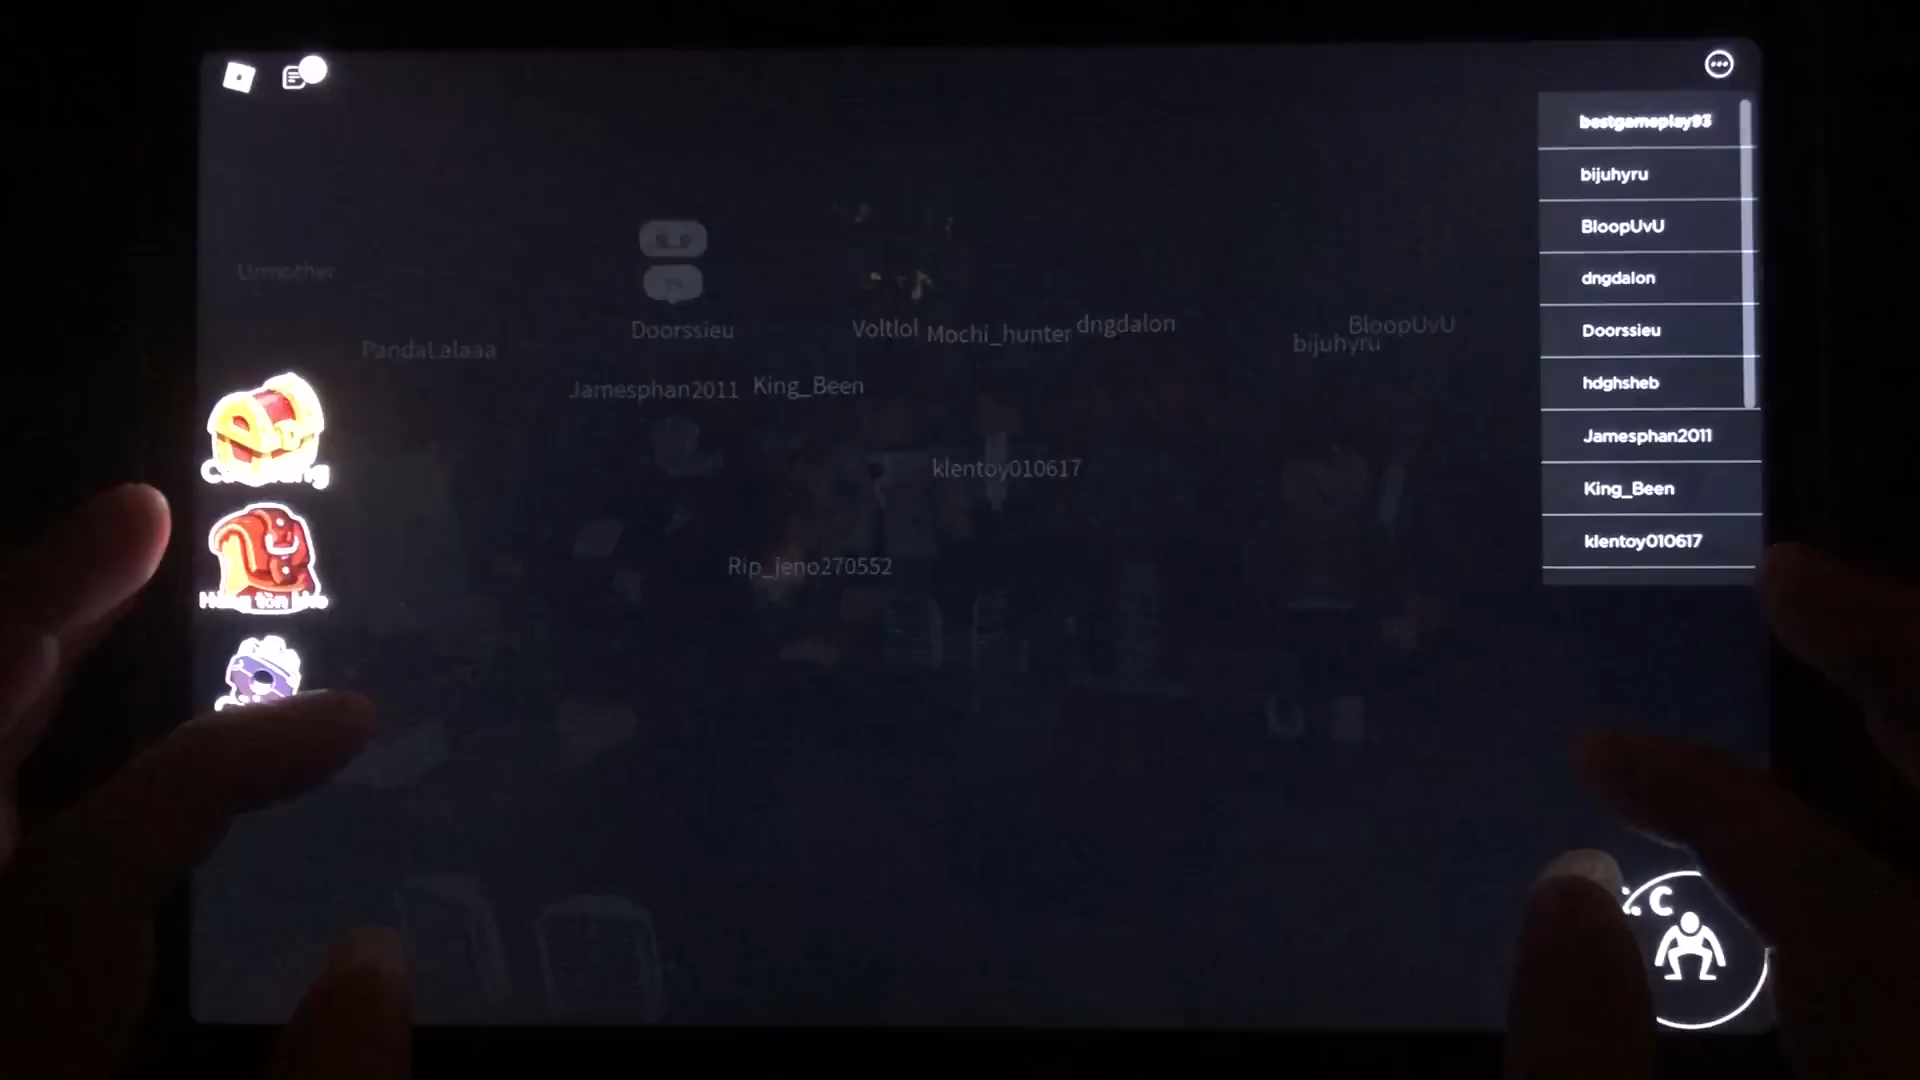 bestgameplay93
bijuhyru
BloopUvU
dngdalon
Doorssieu
hdghsheb
Jamesphan2011
King_Been
klentoy010617
Urmother
PandaLalaaa
Doorssieu
Voltlol
Mochi_hunter
dngdalon
bijuhyru
BloopUvU
Jamesphan2011
King_Been
klentoy010617
Rip_jeno270552
C